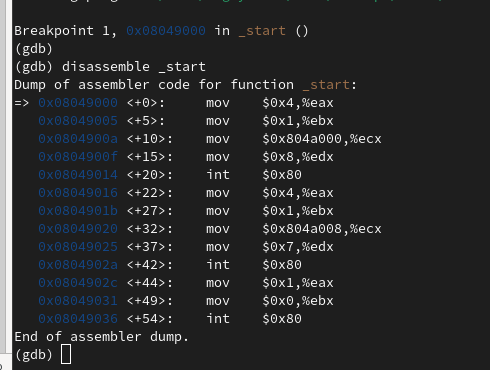 Breakpoint 1, 0x08049000 in _start ()
(gdb)
(gdb) disassemble _start
Dump of assembler code for function _start:
=> 0x08049000 <+0>:     mov    $0x4,%eax
   0x08049005 <+5>:     mov    $0x1,%ebx
   0x0804900a <+10>:    mov    $0x804a000,%ecx
   0x0804900f <+15>:    mov    $0x8,%edx
   0x08049014 <+20>:    int    $0x80
   0x08049016 <+22>:    mov    $0x4,%eax
   0x0804901b <+27>:    mov    $0x1,%ebx
   0x08049020 <+32>:    mov    $0x804a008,%ecx
   0x08049025 <+37>:    mov    $0x7,%edx
   0x0804902a <+42>:    int    $0x80
   0x0804902c <+44>:    mov    $0x1,%eax
   0x08049031 <+49>:    mov    $0x0,%ebx
   0x08049036 <+54>:    int    $0x80
End of assembler dump.
(gdb)